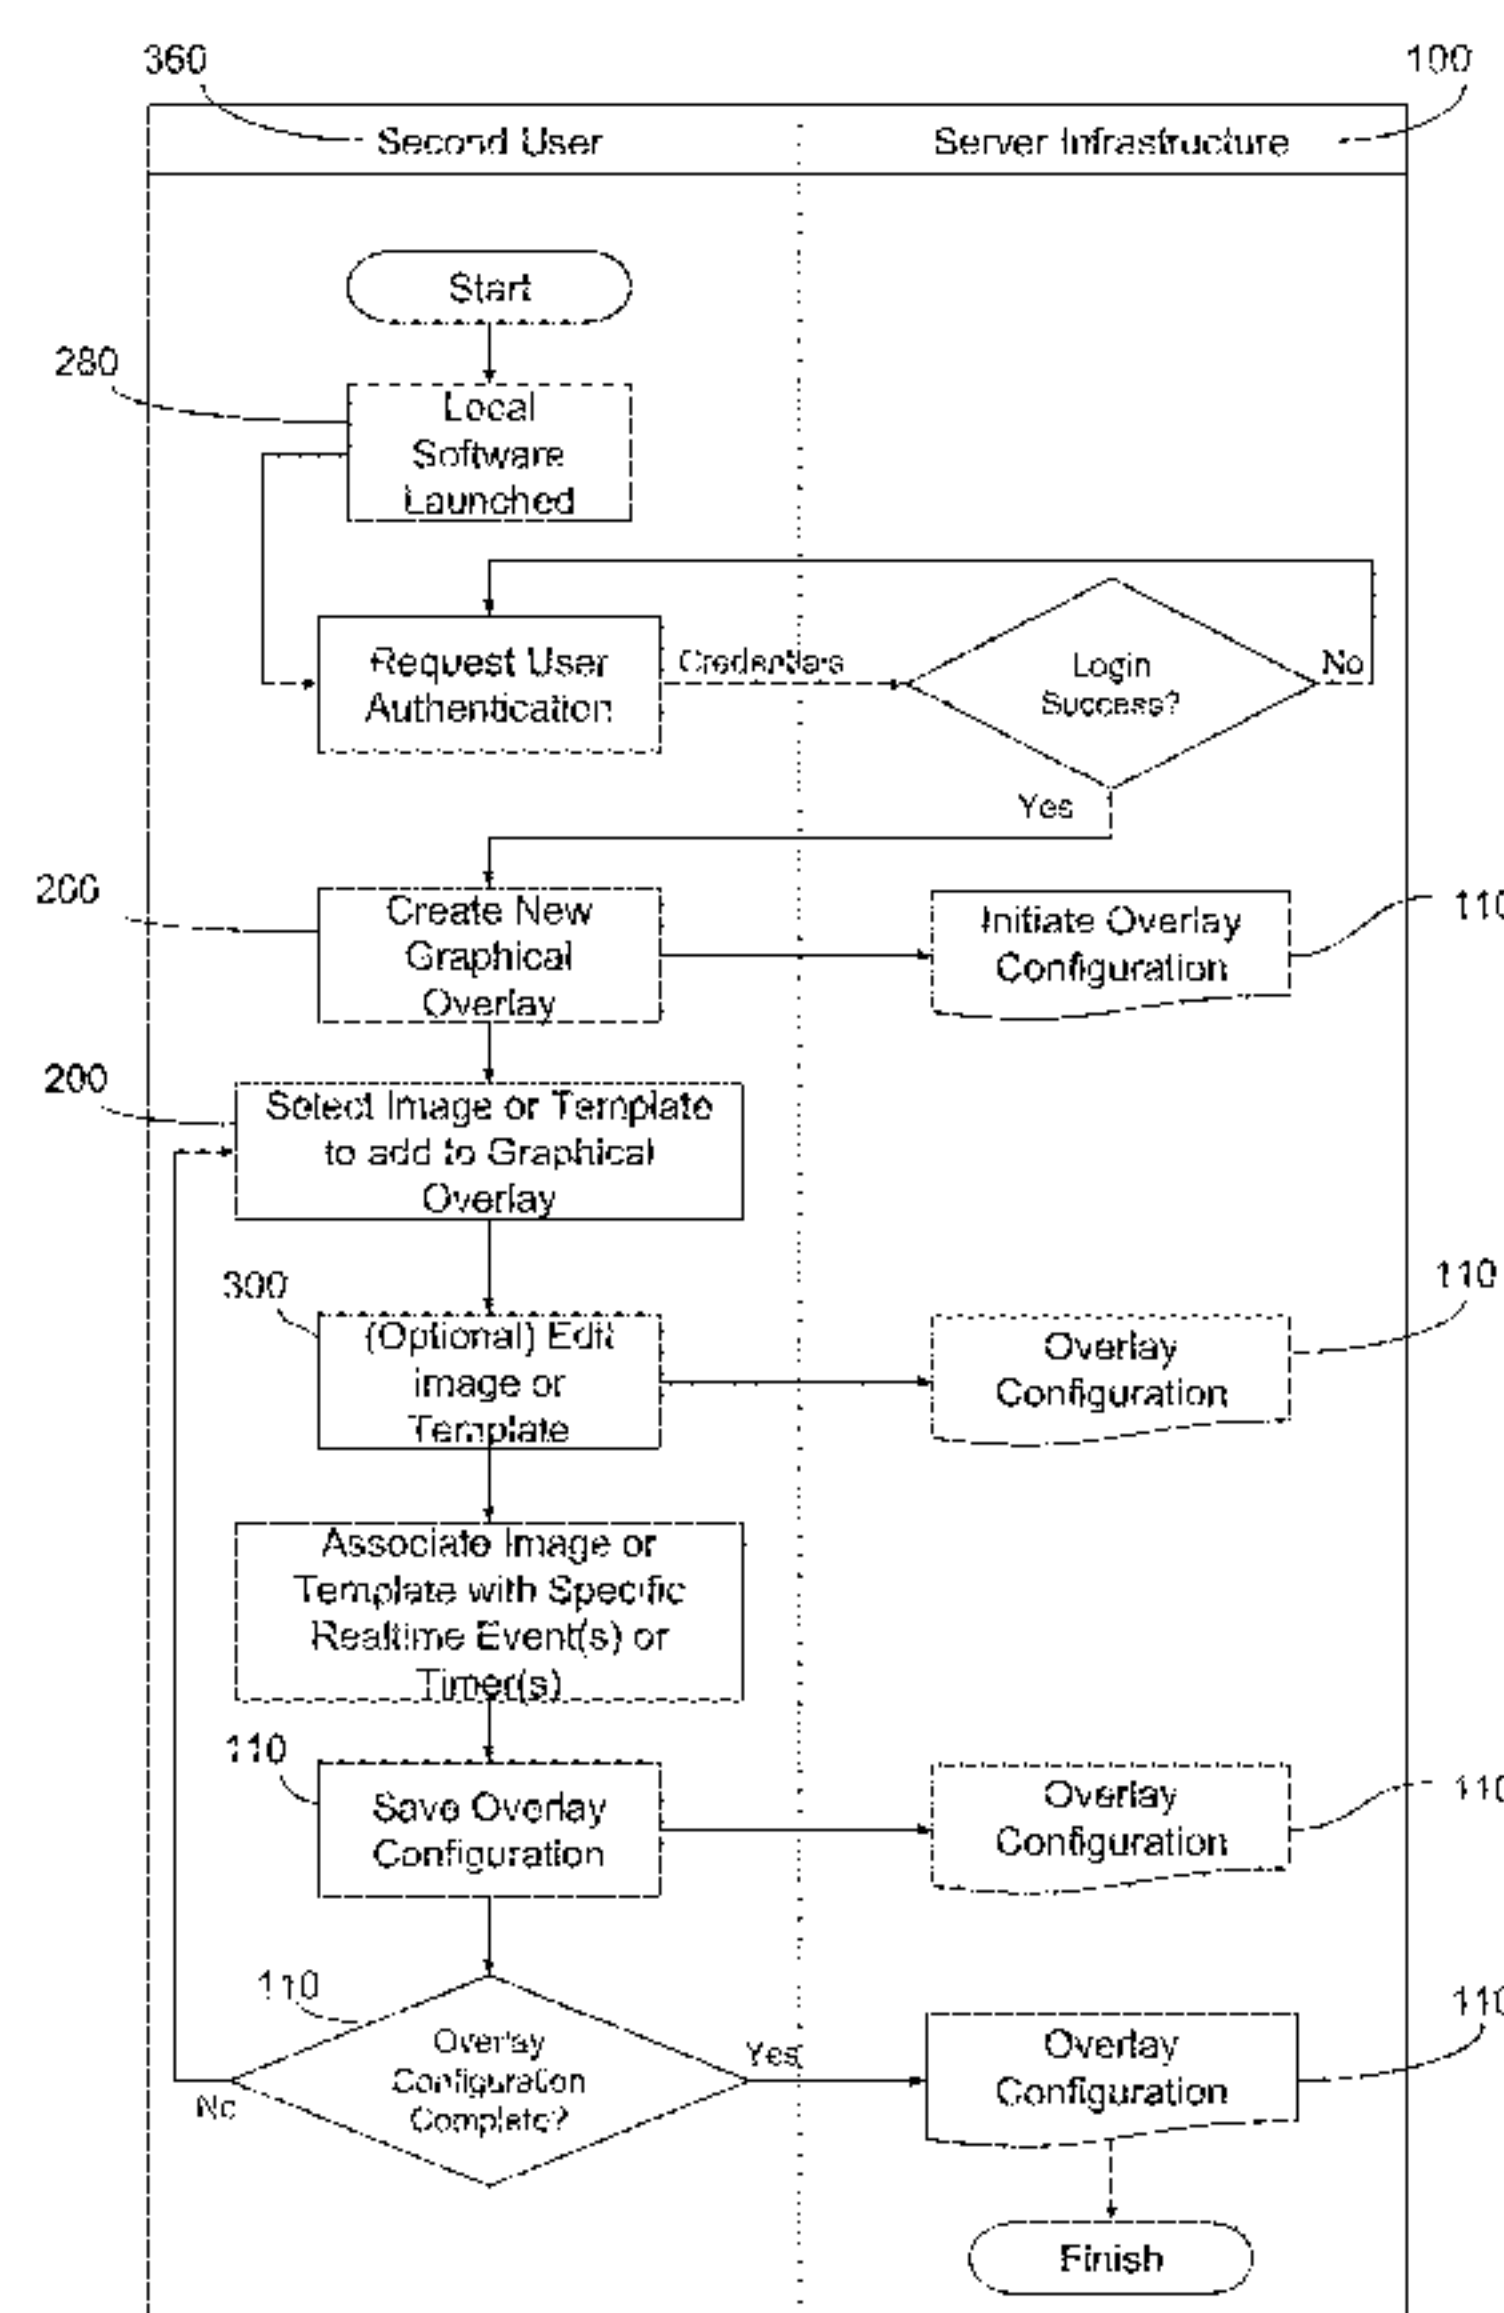 360
100
Second User
Server Infrastructure
Start
280
Local
Software
Launched
Request User
Authentication
Credentials
Login
Success?
No
Yes
200
Create New
Graphical
Overlay
Initiate Overlay
Configuration
110
200
Select Image or Template
to add to Graphical
Overlay
300
(Optional) Edit
image or
Template
Overlay
Configuration
110
Associate Image or
Template with Specific
Realtime Event(s) or
Timer(s)
110
Save Overlay
Configuration
Overlay
Configuration
110
110
Overlay
Configuration
Complete?
No
Yes
Overlay
Configuration
110
Finish